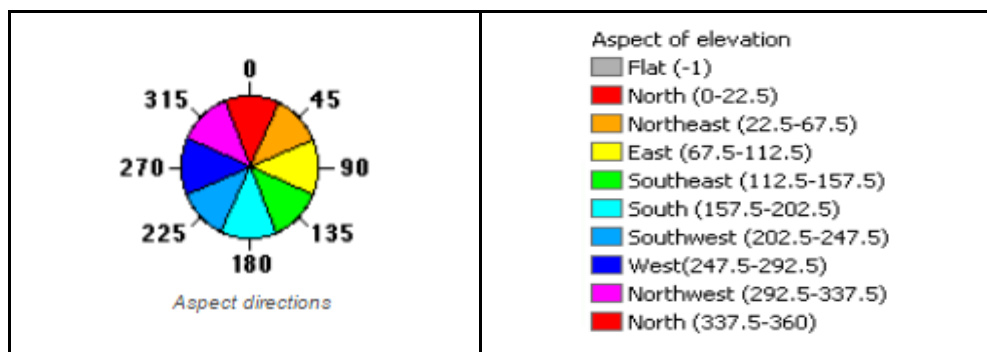 0
315
45
270
90
225
135
180
Aspect directions
Aspect of elevation
Flat (-1)
North (0-22.5)
Northeast (22.5-67.5)
East (67.5-112.5)
Southeast (112.5-157.5)
South (157.5-202.5)
Southwest (202.5-247.5)
West(247.5-292.5)
Northwest (292.5-337.5)
North (337.5-360)